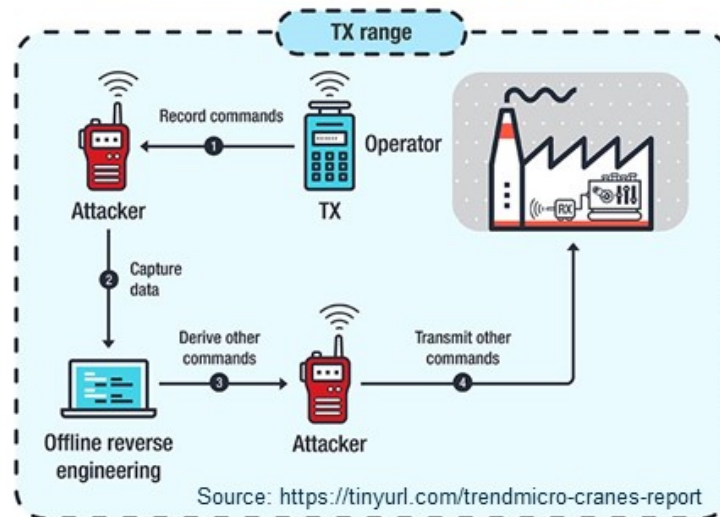 TX range
Record commands
1
Operator
Attacker
TX
RX
2
Capture
data
Derive other
commands
3
Transmit other
commands
4
Offline reverse
engineering
Attacker
Source: https://tinyurl.com/trendmicro-cranes-report